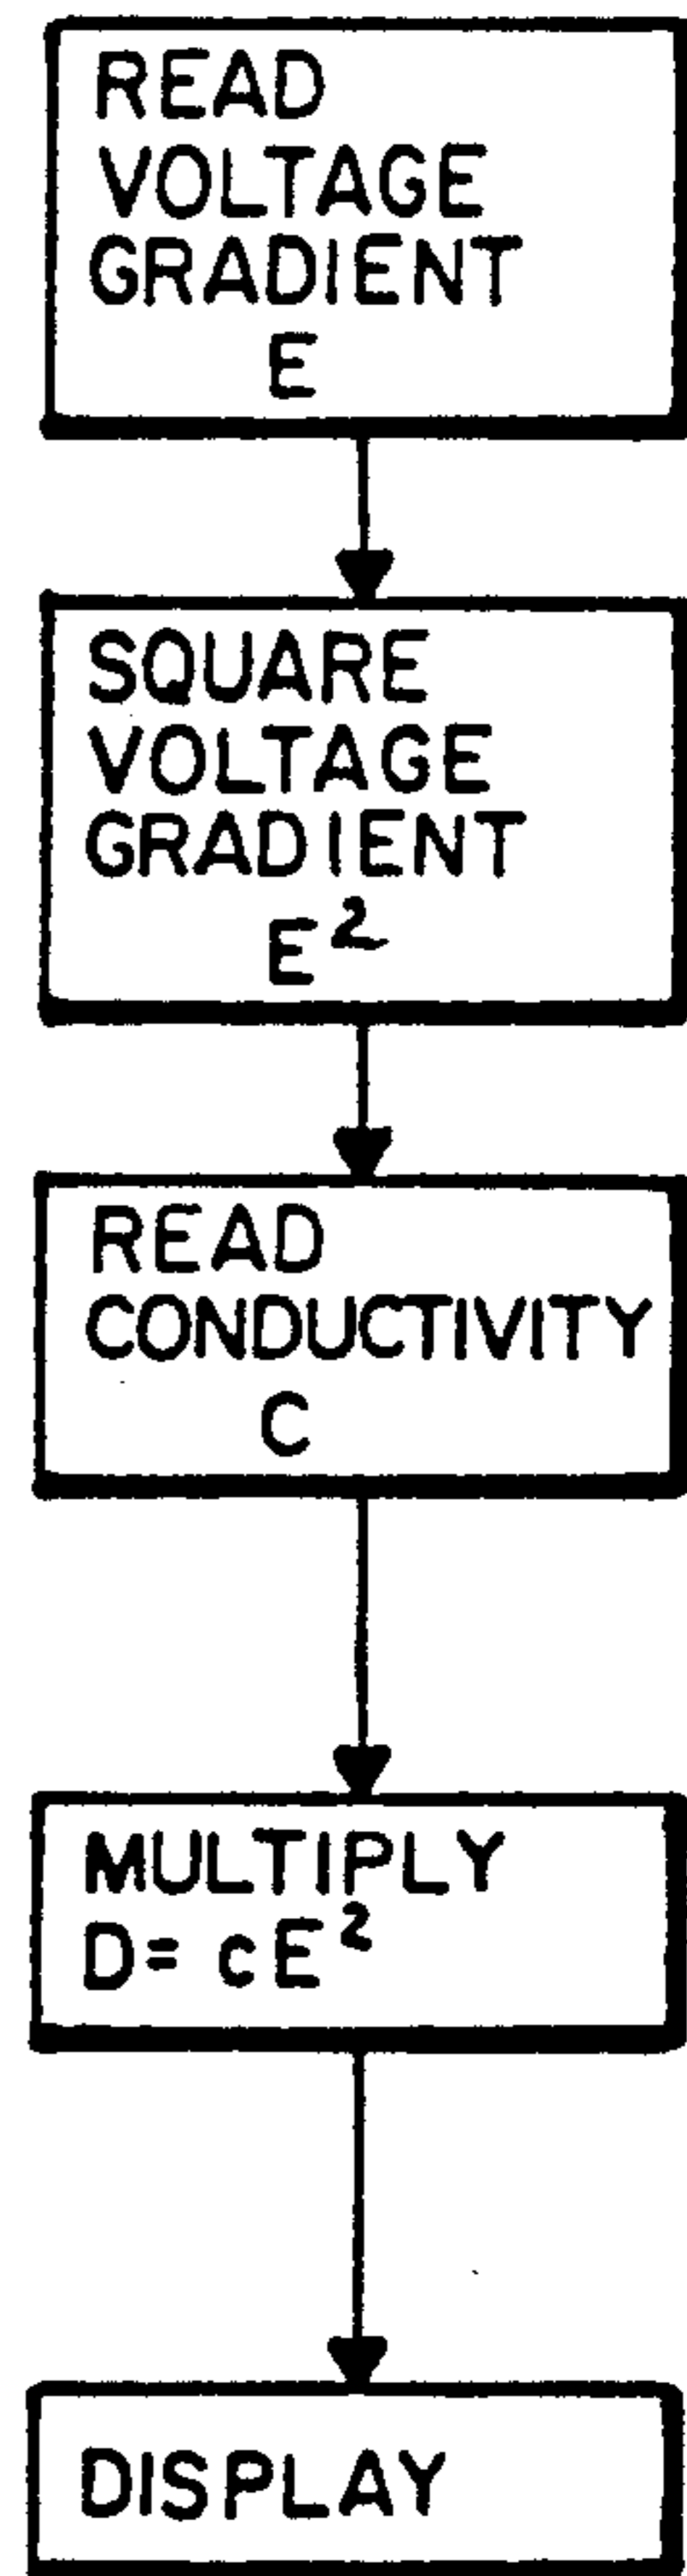 READ
VOLTAGE
GRADIENT
E
SQUARE
VOLTAGE
GRADIENT
E²
READ
CONDUCTIVITY
C
MULTIPLY
D= cE²
DISPLAY